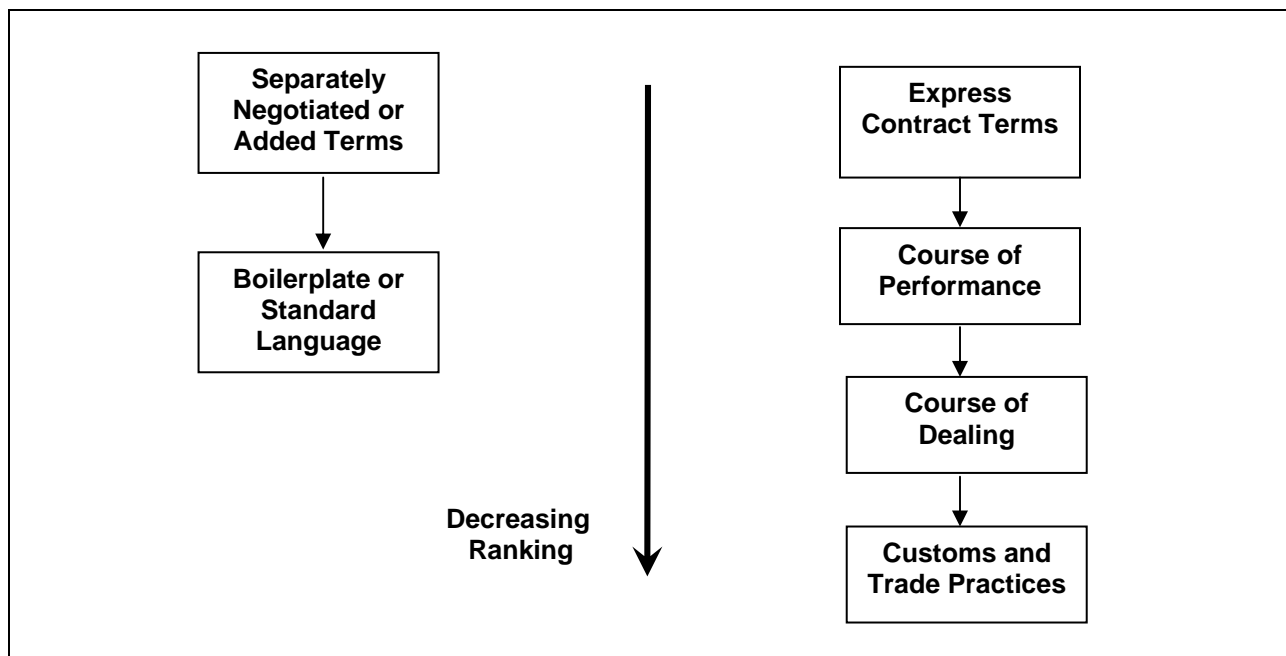 Separately
Negotiated or
Added Terms
Boilerplate or
Standard
Language
Decreasing
Ranking
Express
Contract Terms
Course of
Performance
Course of
Dealing
Customs and
Trade Practices